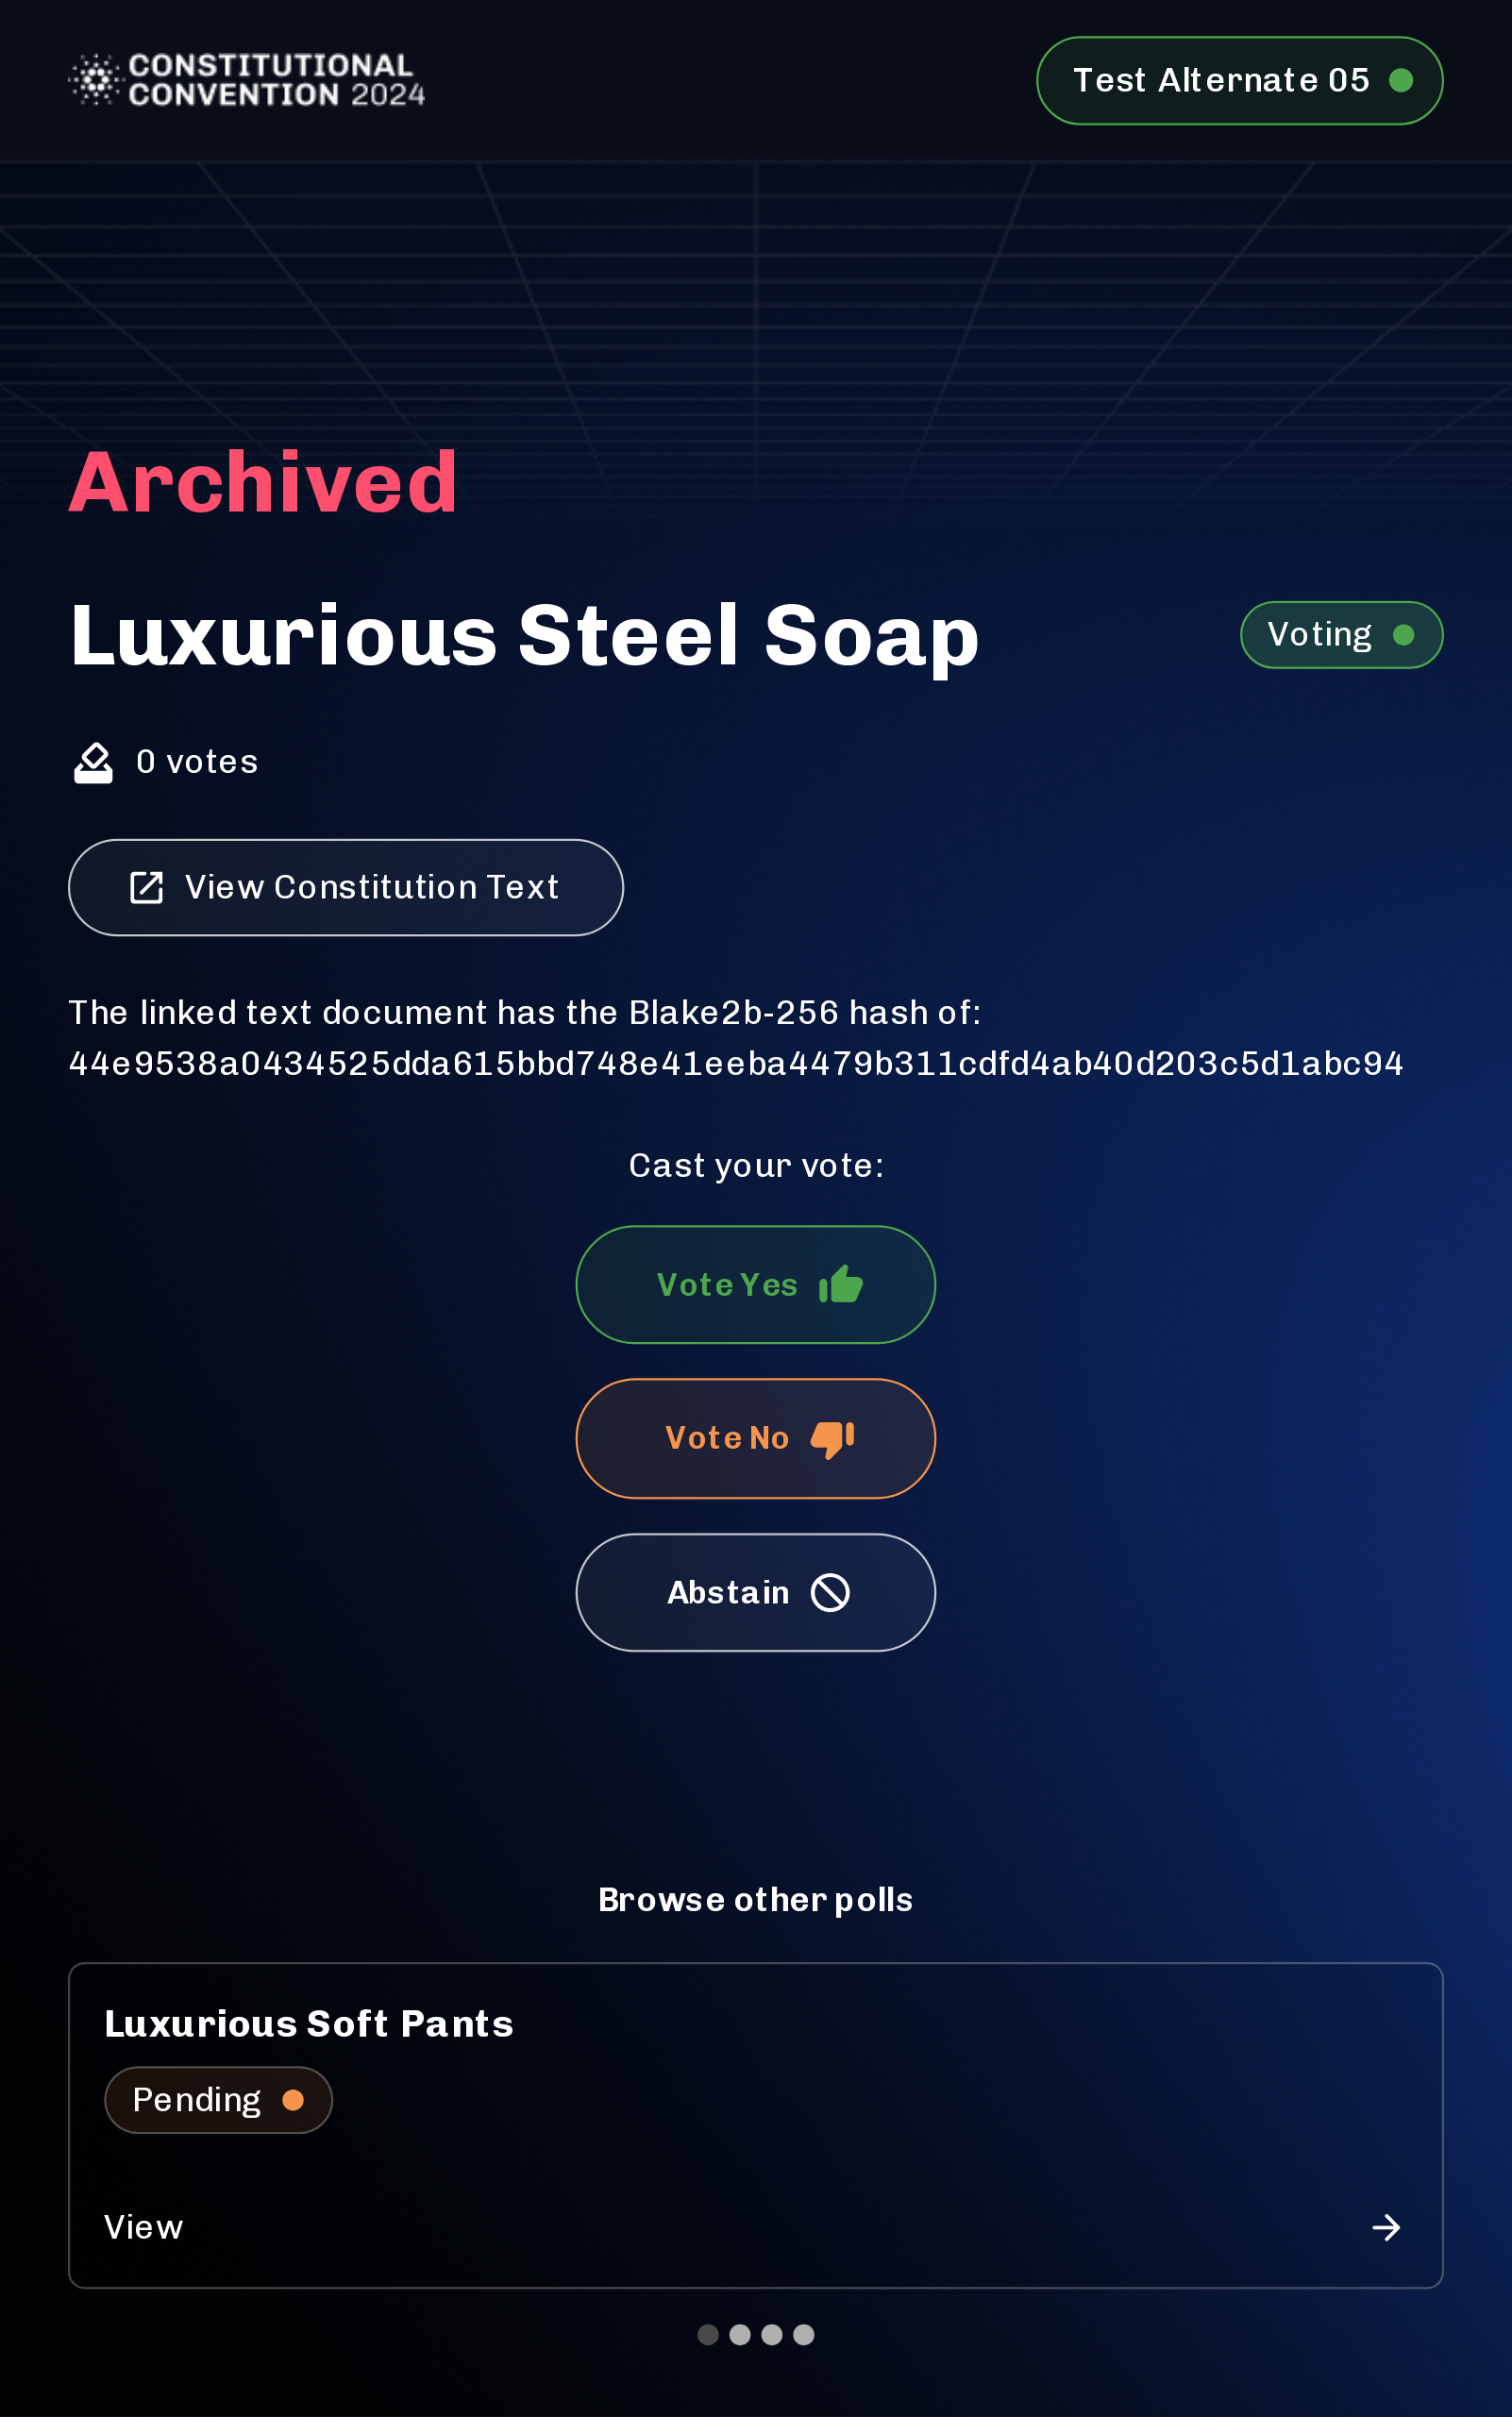 CONSTITUTIONAL
CONVENTION 2024
Test Alternate 05
Archived
Luxurious Steel Soap
Voting
0 votes
View Constitution Text
The linked text document has the Blake2b-256 hash of:
44e9538a0434525dda615bbd748e41eeba4479b311cdfd4ab40d203c5d1abc94
Cast your vote:
Vote Yes
Vote No
Abstain
Browse other polls
Luxurious Soft Pants
Pending
View